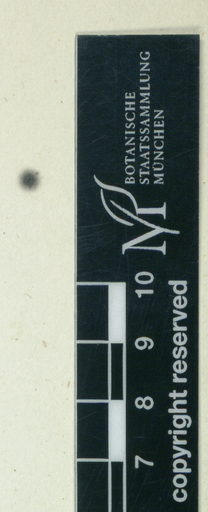 BOTANISCHE
STAATSSAMMLUNG
MÜNCHEN
M
10
9
8
7
copyright reserved